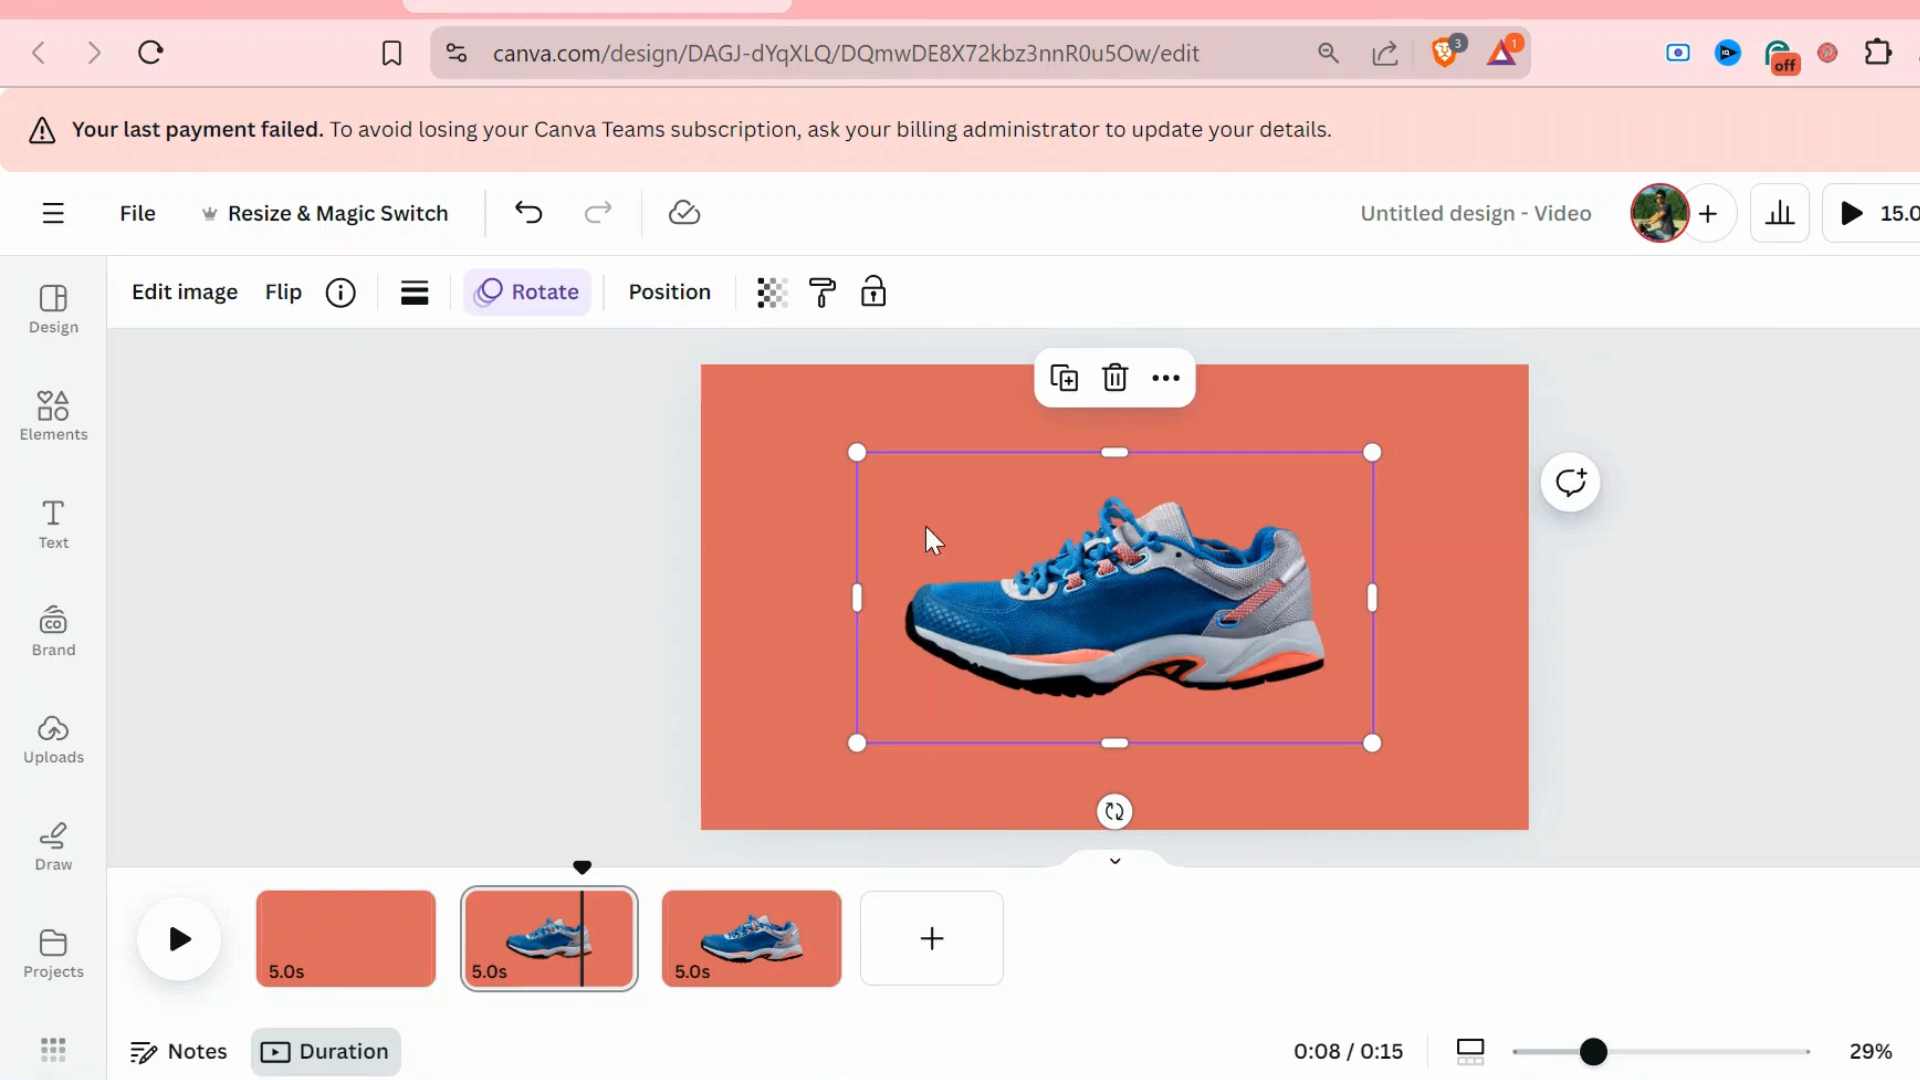 canva.com/design/DAGJ-dYqXLQ/DQmwDE8X72kbz3nnR0u5Ow/edit
3
1
off
Your last payment failed. To avoid losing your Canva Teams subscription, ask your billing administrator to update your details.
File
Resize & Magic Switch
Untitled design - Video
15.0
Edit image
Flip
Rotate
Position
Design
Elements
Text
CO
Brand
Uploads
Draw
Projects
5.0s
5.0s
5.0s
Notes
Duration
0:08 / 0:15
29%